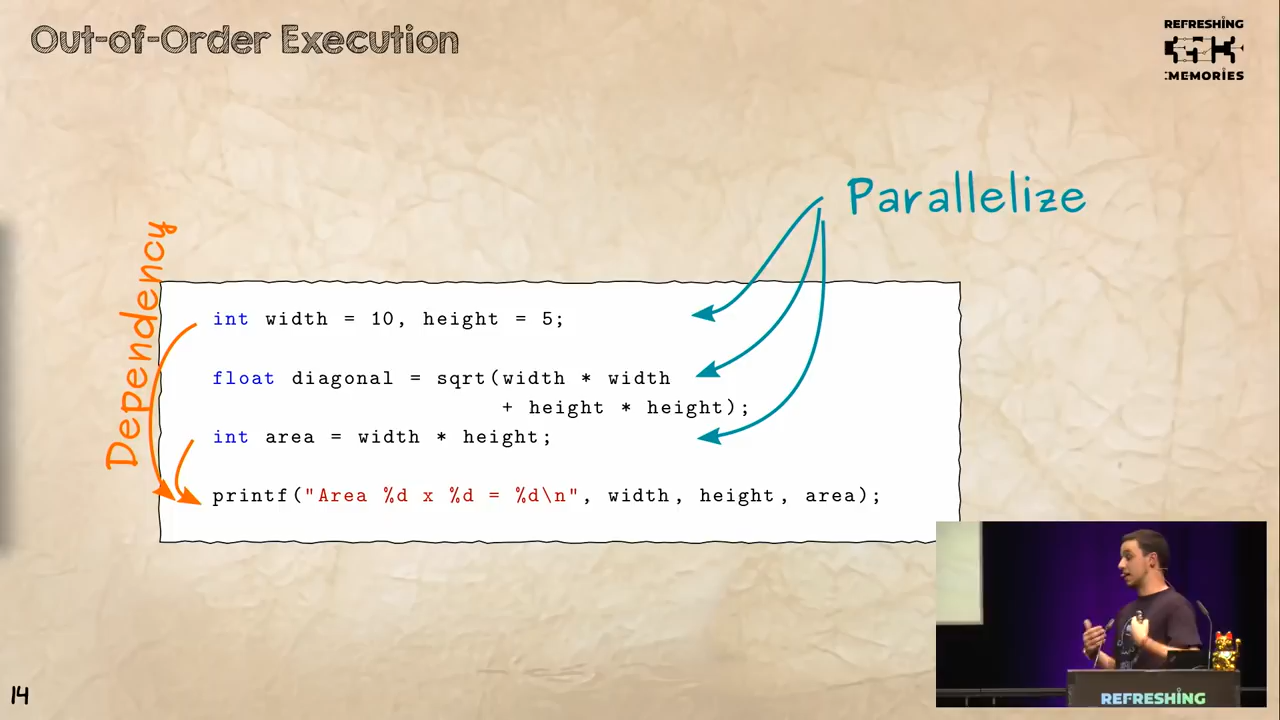 Out-of-Order Execution
REFRESHING
:MEMORIES
Parallelize
Dependency
int width = 10, height = 5;
float diagonal = sqrt(width * width
+ height * height);
int area = width * height;
printf("Area %d x %d = %d\n", width, height, area);
14
REFRESHING